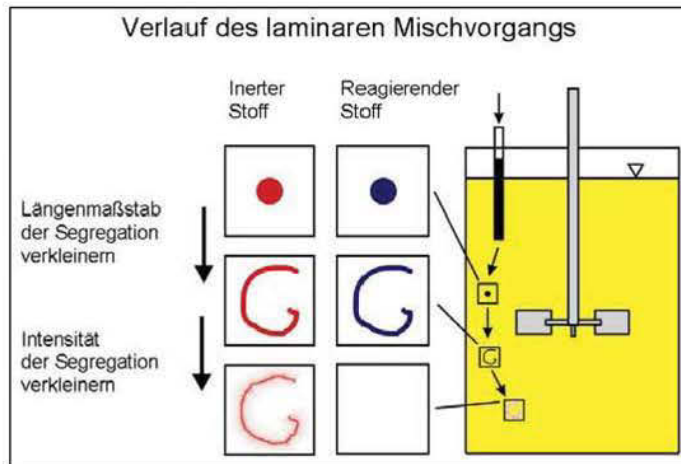 Verlauf des laminaren Mischvorgangs
Inerter
Stoff
Reagierender
Stoff
Längenmaßstab
der Segregation
verkleinern
Intensität
der Segregation
verkleinern